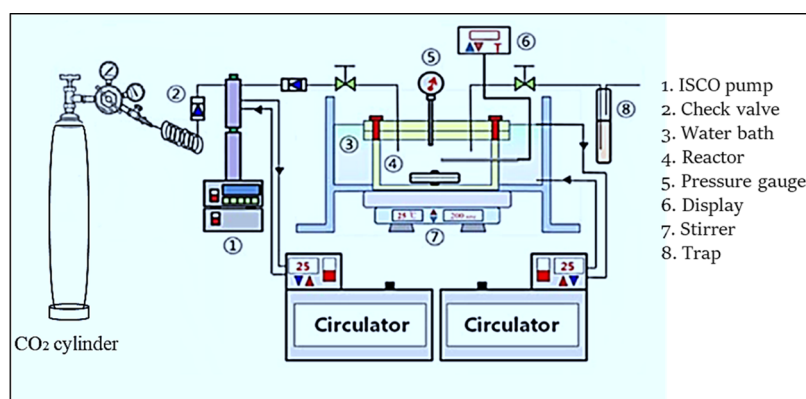 ⑤
⑥
②
⑧
③
④
①
⑦
T
25 ℃
25
25
Circulator
Circulator
CO2 cylinder
1. ISCO pump
2. Check valve
3. Water bath
4. Reactor
5. Pressure gauge
6. Display
7. Stirrer
8. Trap